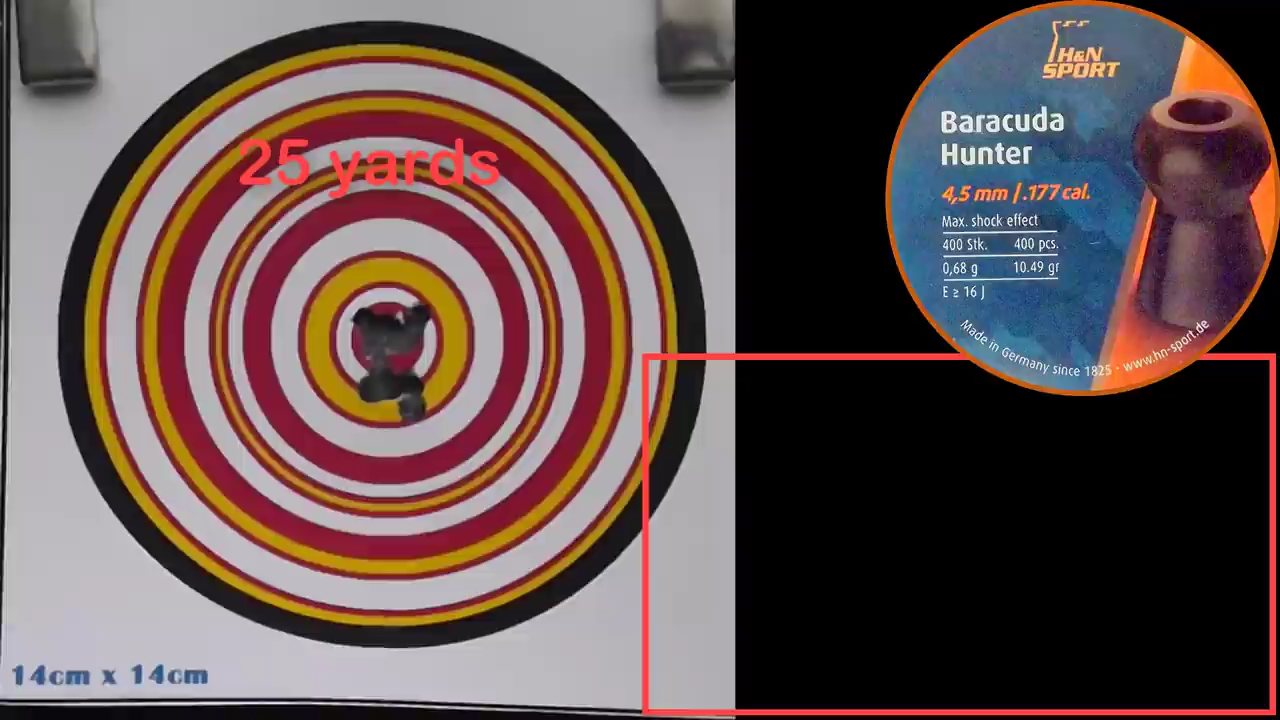 25 yards
14cm x 14cm
H&N
SPORT
Baracuda
Hunter
4,5 mm / .177 cal.
Max. shock effect
400 Stk. 400 pcs.
0,68 g 10.49 gr
E ≥ 16 J
Made in Germany since 1825 · www.hn-sport.de